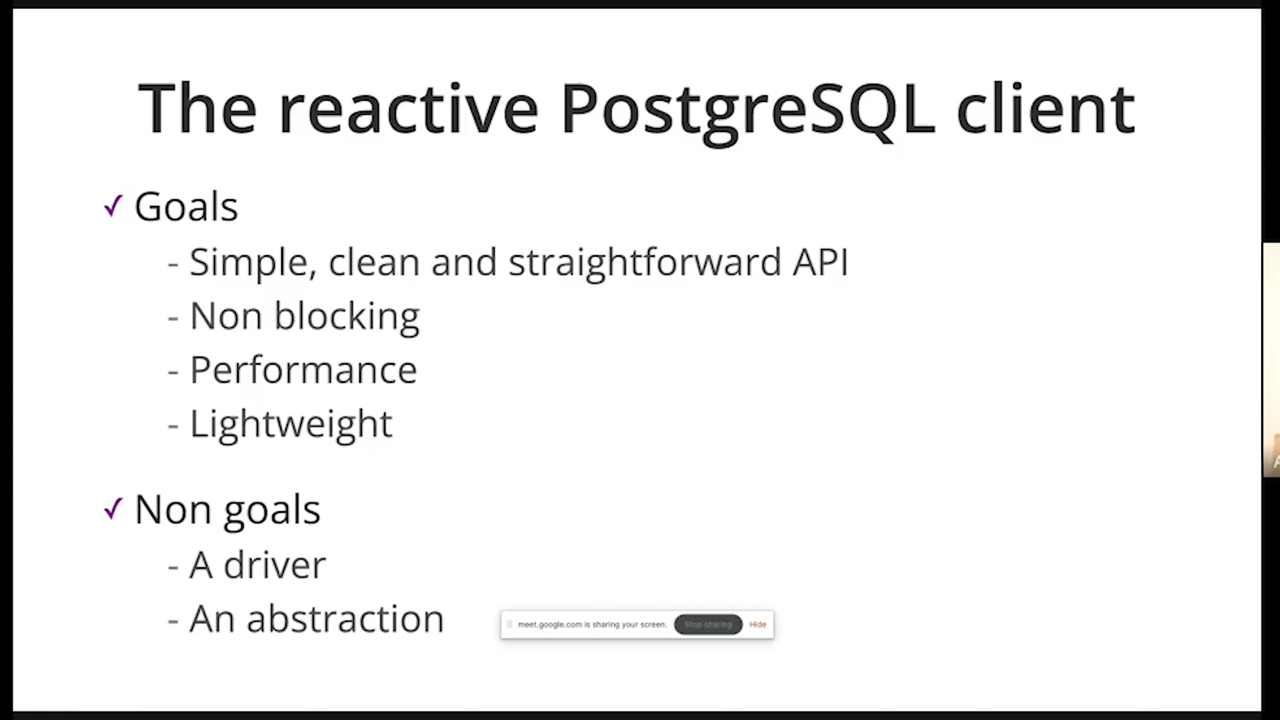 The reactive PostgreSQL client
✓ Goals
- Simple, clean and straightforward API
- Non blocking
- Performance
- Lightweight
✓ Non goals
- A driver
- An abstraction
meet.google.com is sharing your screen. Stop sharing Hide